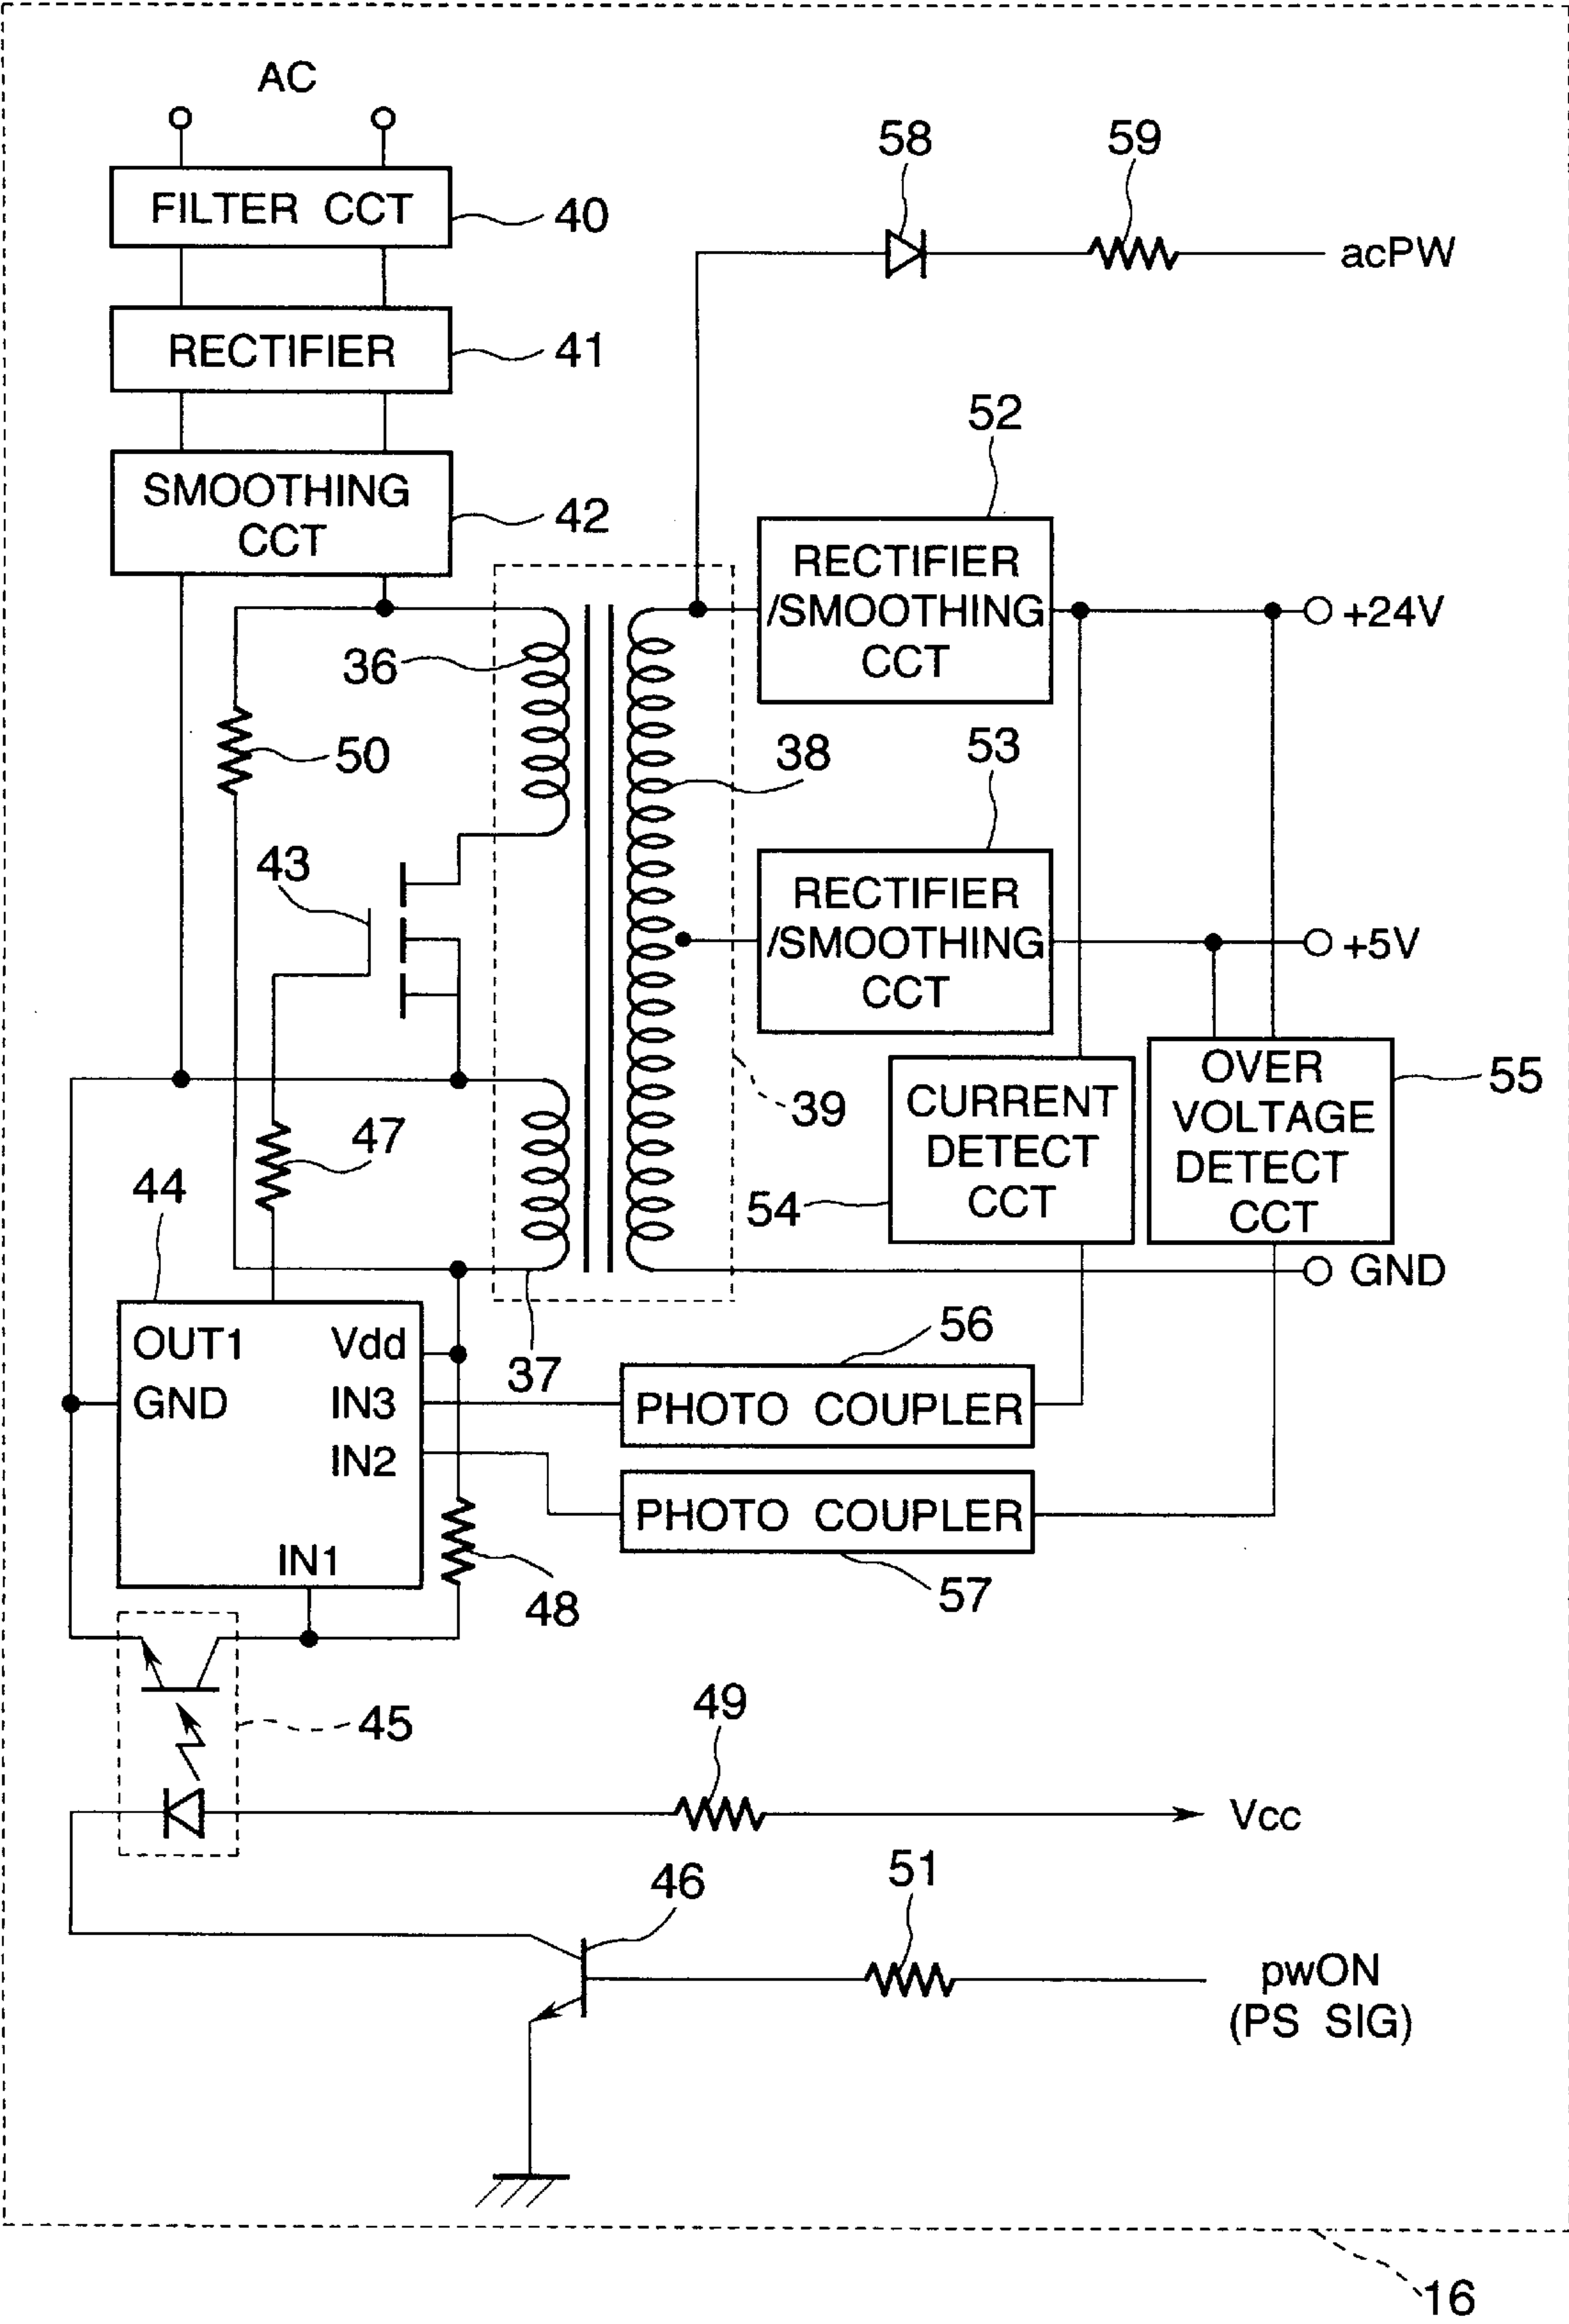 AC
58
59
FILTER CCT
40
acPW
RECTIFIER
41
52
SMOOTHING
CCT
42
RECTIFIER
/SMOOTHING
CCT
+24V
36
50
38
53
43
RECTIFIER
/SMOOTHING
CCT
+5V
OVER
VOLTAGE
DETECT
CCT
55
CURRENT
DETECT
CCT
39
47
44
54
GND
OUT1
Vdd
GND
IN3
IN2
IN1
37
56
PHOTO COUPLER
PHOTO COUPLER
57
48
45
49
Vcc
46
51
pwON
(PS SIG)
16